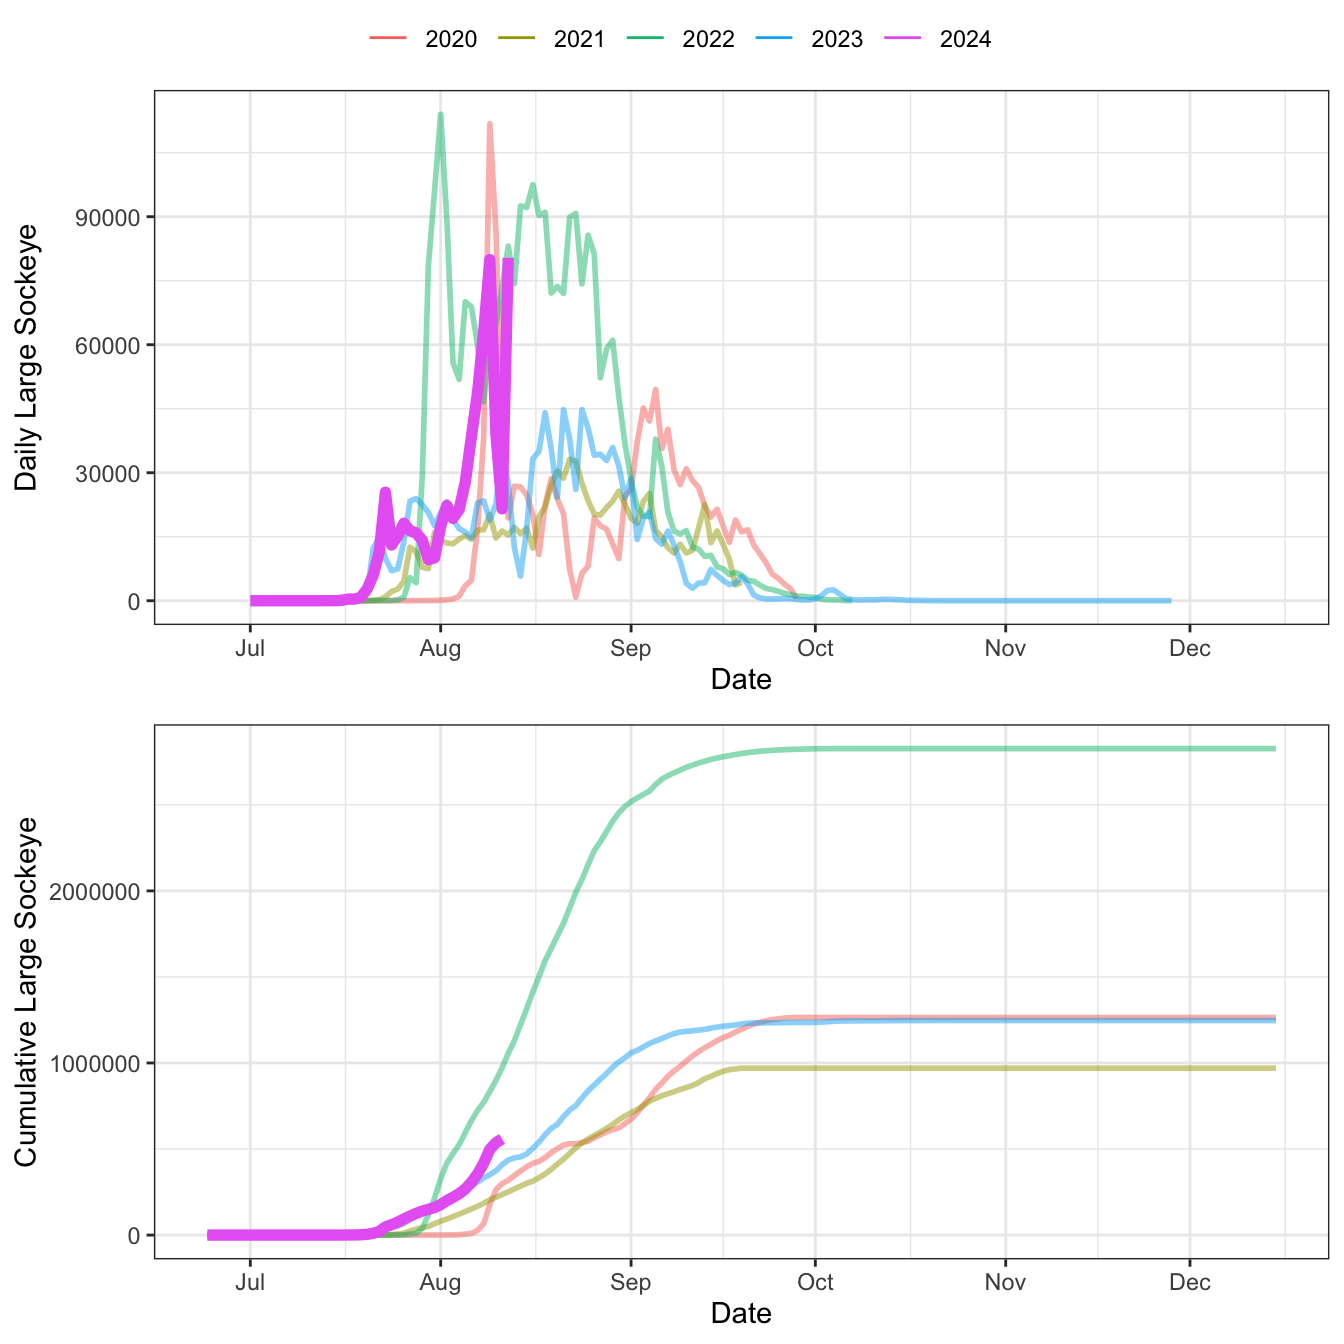 2020 2021 2022 2023 2024
Daily Large Sockeye
90000
60000
30000
0
Jul Aug Sep Oct Nov Dec
Date
Cumulative Large Sockeye
2000000
1000000
0
Jul Aug Sep Oct Nov Dec
Date